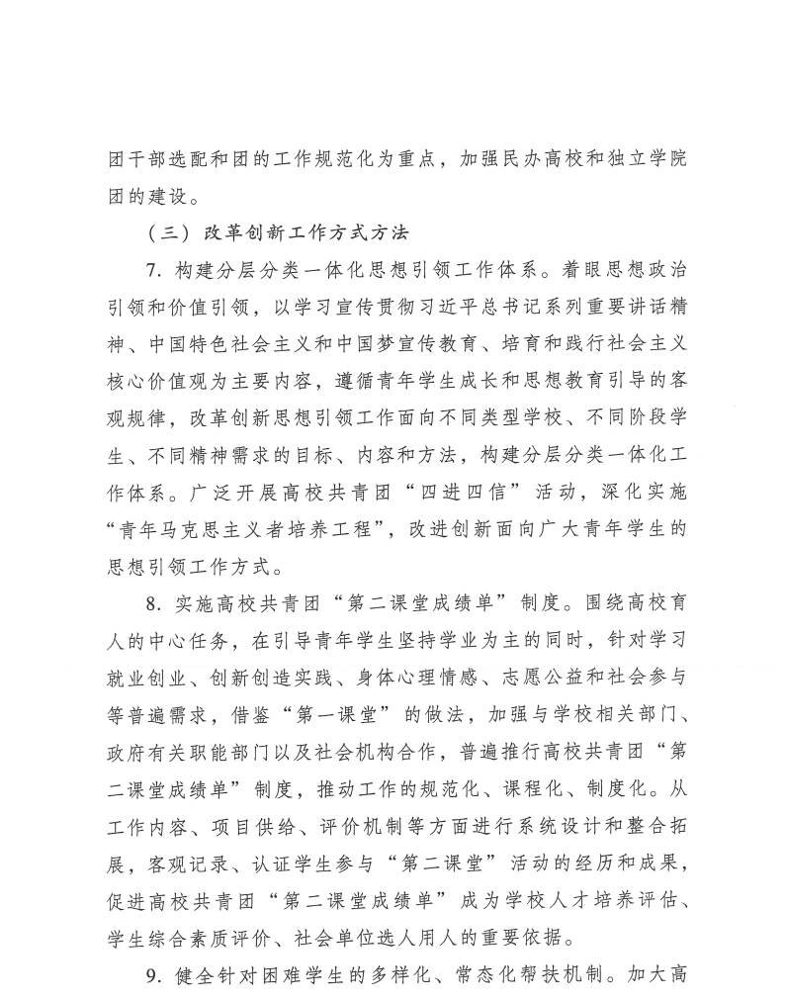 团干部选配和团的工作规范化为重点，加强民办高校和独立学院
团的建设。
（三）改革创新工作方式方法
7. 构建分层分类一体化思想引领工作体系。着眼思想政治
引领和价值引领，以学习宣传贯彻习近平总书记系列重要讲话精
神、中国特色社会主义和中国梦宣传教育、培育和践行社会主义
核心价值观为主要内容，遵循青年学生成长和思想教育引导的客
观规律，改革创新思想引领工作面向不同类型学校、不同阶段学
生、不同精神需求的目标、内容和方法，构建分层分类一体化工
作体系。广泛开展高校共青团“四进四信”活动，深化实施
“青年马克思主义者培养工程”，改进创新面向广大青年学生的
思想引领工作方式。
8. 实施高校共青团“第二课堂成绩单”制度。围绕高校育
人的中心任务，在引导青年学生坚持学业为主的同时，针对学习
就业创业、创新创造实践、身体心理情感、志愿公益和社会参与
等普遍需求，借鉴“第一课堂”的做法，加强与学校相关部门、
政府有关职能部门以及社会机构合作，普遍推行高校共青团“第
二课堂成绩单”制度，推动工作的规范化、课程化、制度化。从
工作内容、项目供给、评价机制等方面进行系统设计和整合拓
展，客观记录、认证学生参与“第二课堂”活动的经历和成果，
促进高校共青团“第二课堂成绩单”成为学校人才培养评估、
学生综合素质评价、社会单位选人用人的重要依据。
9. 健全针对困难学生的多样化、常态化帮扶机制。加大高